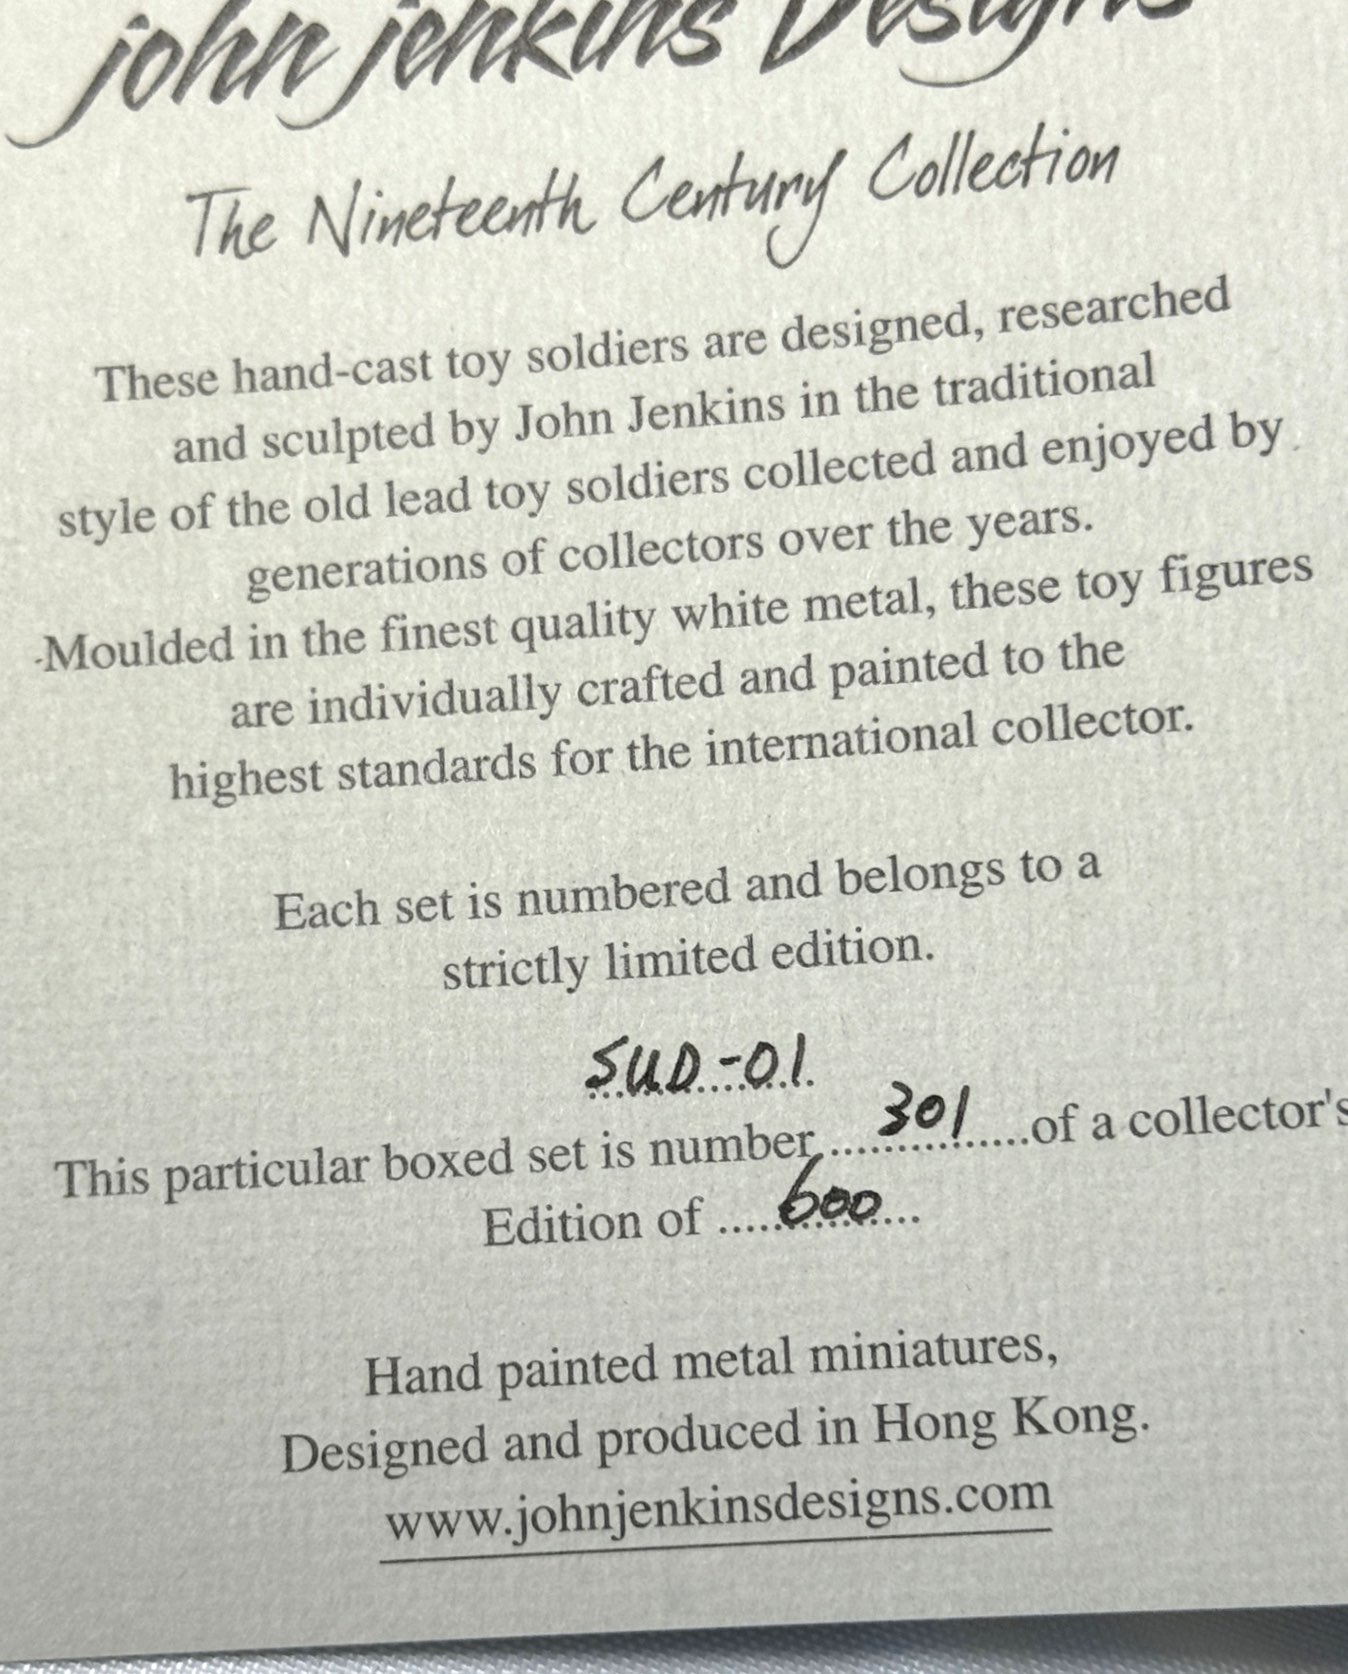 john jenkins Designs
The Nineteenth Century Collection
These hand-cast toy soldiers are designed, researched
and sculpted by John Jenkins in the traditional
style of the old lead toy soldiers collected and enjoyed by
generations of collectors over the years.
Moulded in the finest quality white metal, these toy figures
are individually crafted and painted to the
highest standards for the international collector.
Each set is numbered and belongs to a
strictly limited edition.
SUD-01
This particular boxed set is number 301 of a collector's
Edition of 600
Hand painted metal miniatures,
Designed and produced in Hong Kong.
www.johnjenkinsdesigns.com